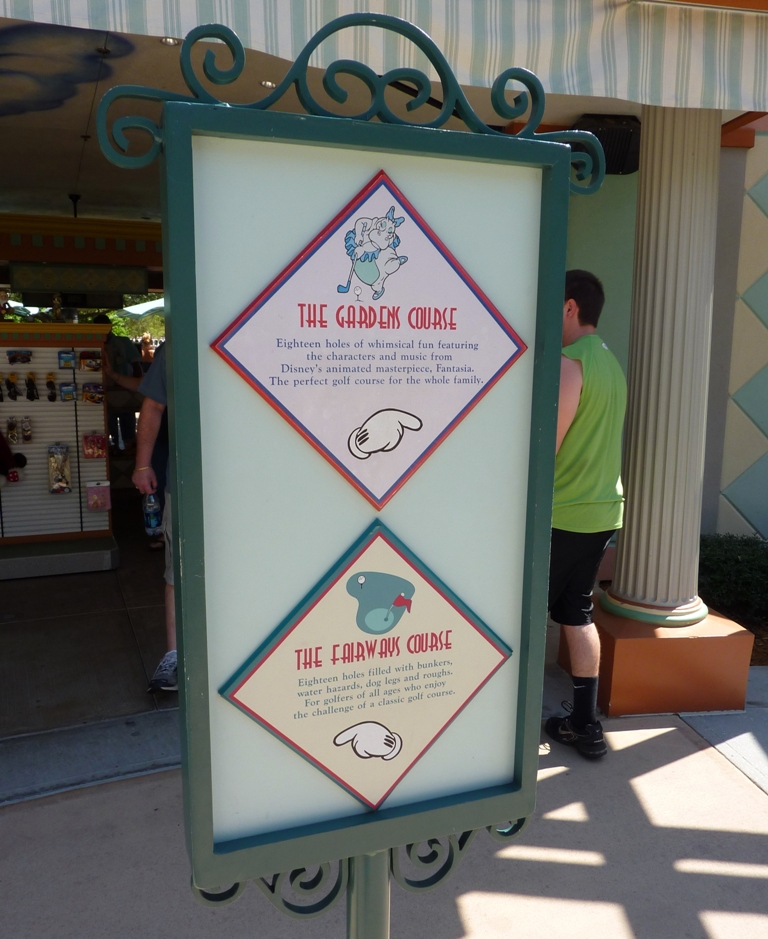 THE GARDENS COURSE
Eighteen holes of whimsical fun featuring
the characters and music from
Disney's animated masterpiece, Fantasia.
The perfect golf course for the whole family.
THE FAIRWAYS COURSE
Eighteen holes filled with bunkers,
water hazards, dog legs and roughs.
For golfers of all ages who enjoy
the challenge of a classic golf course.